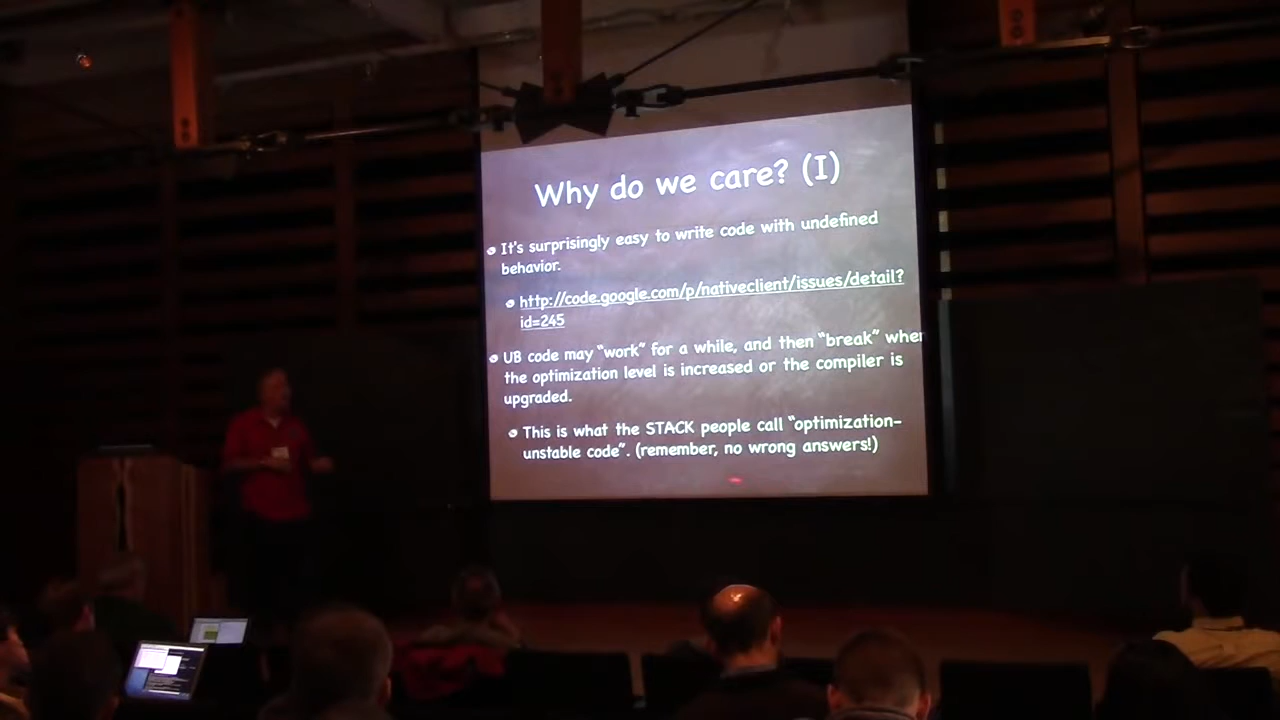 Why do we care? (I)
It's surprisingly easy to write code with undefined
behavior.
http://code.google.com/p/nativeclient/issues/detail?
id=245
UB code may “work” for a while, and then “break” when
the optimization level is increased or the compiler is
upgraded.
This is what the STACK people call “optimization-
unstable code”. (remember, no wrong answers!)